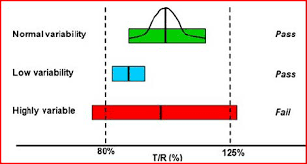 Normal variability Pass
Low variability Pass
Highly variable Fail
80% 125%
T/R (%)